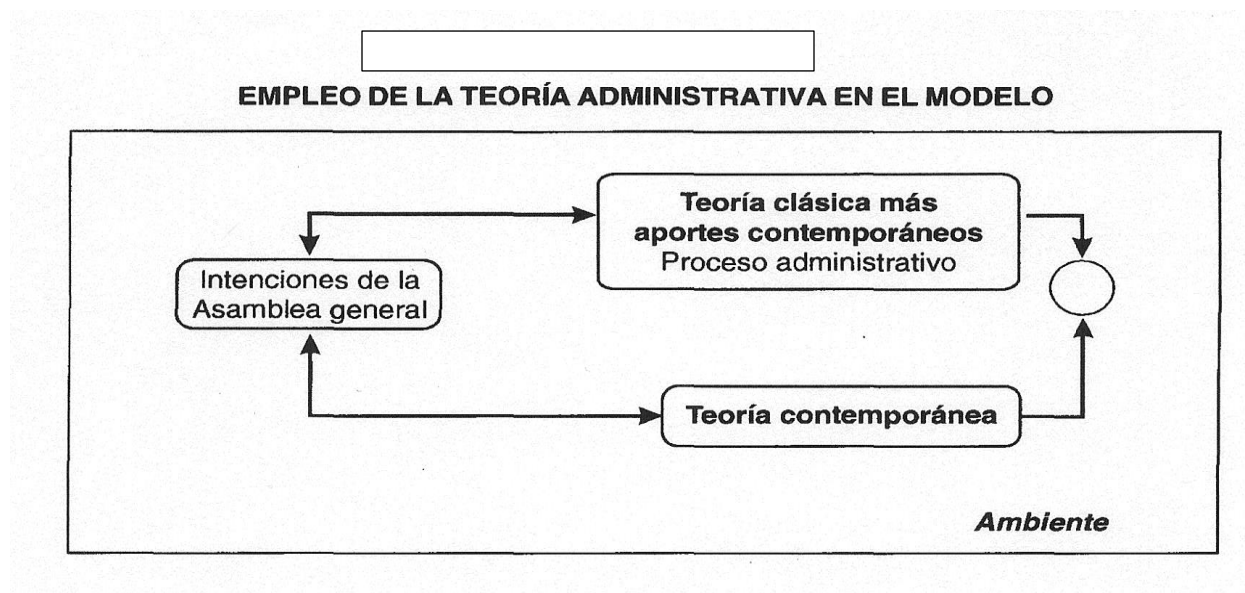 EMPLEO DE LA TEORÍA ADMINISTRATIVA EN EL MODELO
Teoría clásica más
aportes contemporáneos
Proceso administrativo
Intenciones de la
Asamblea general
Teoría contemporánea
Ambiente